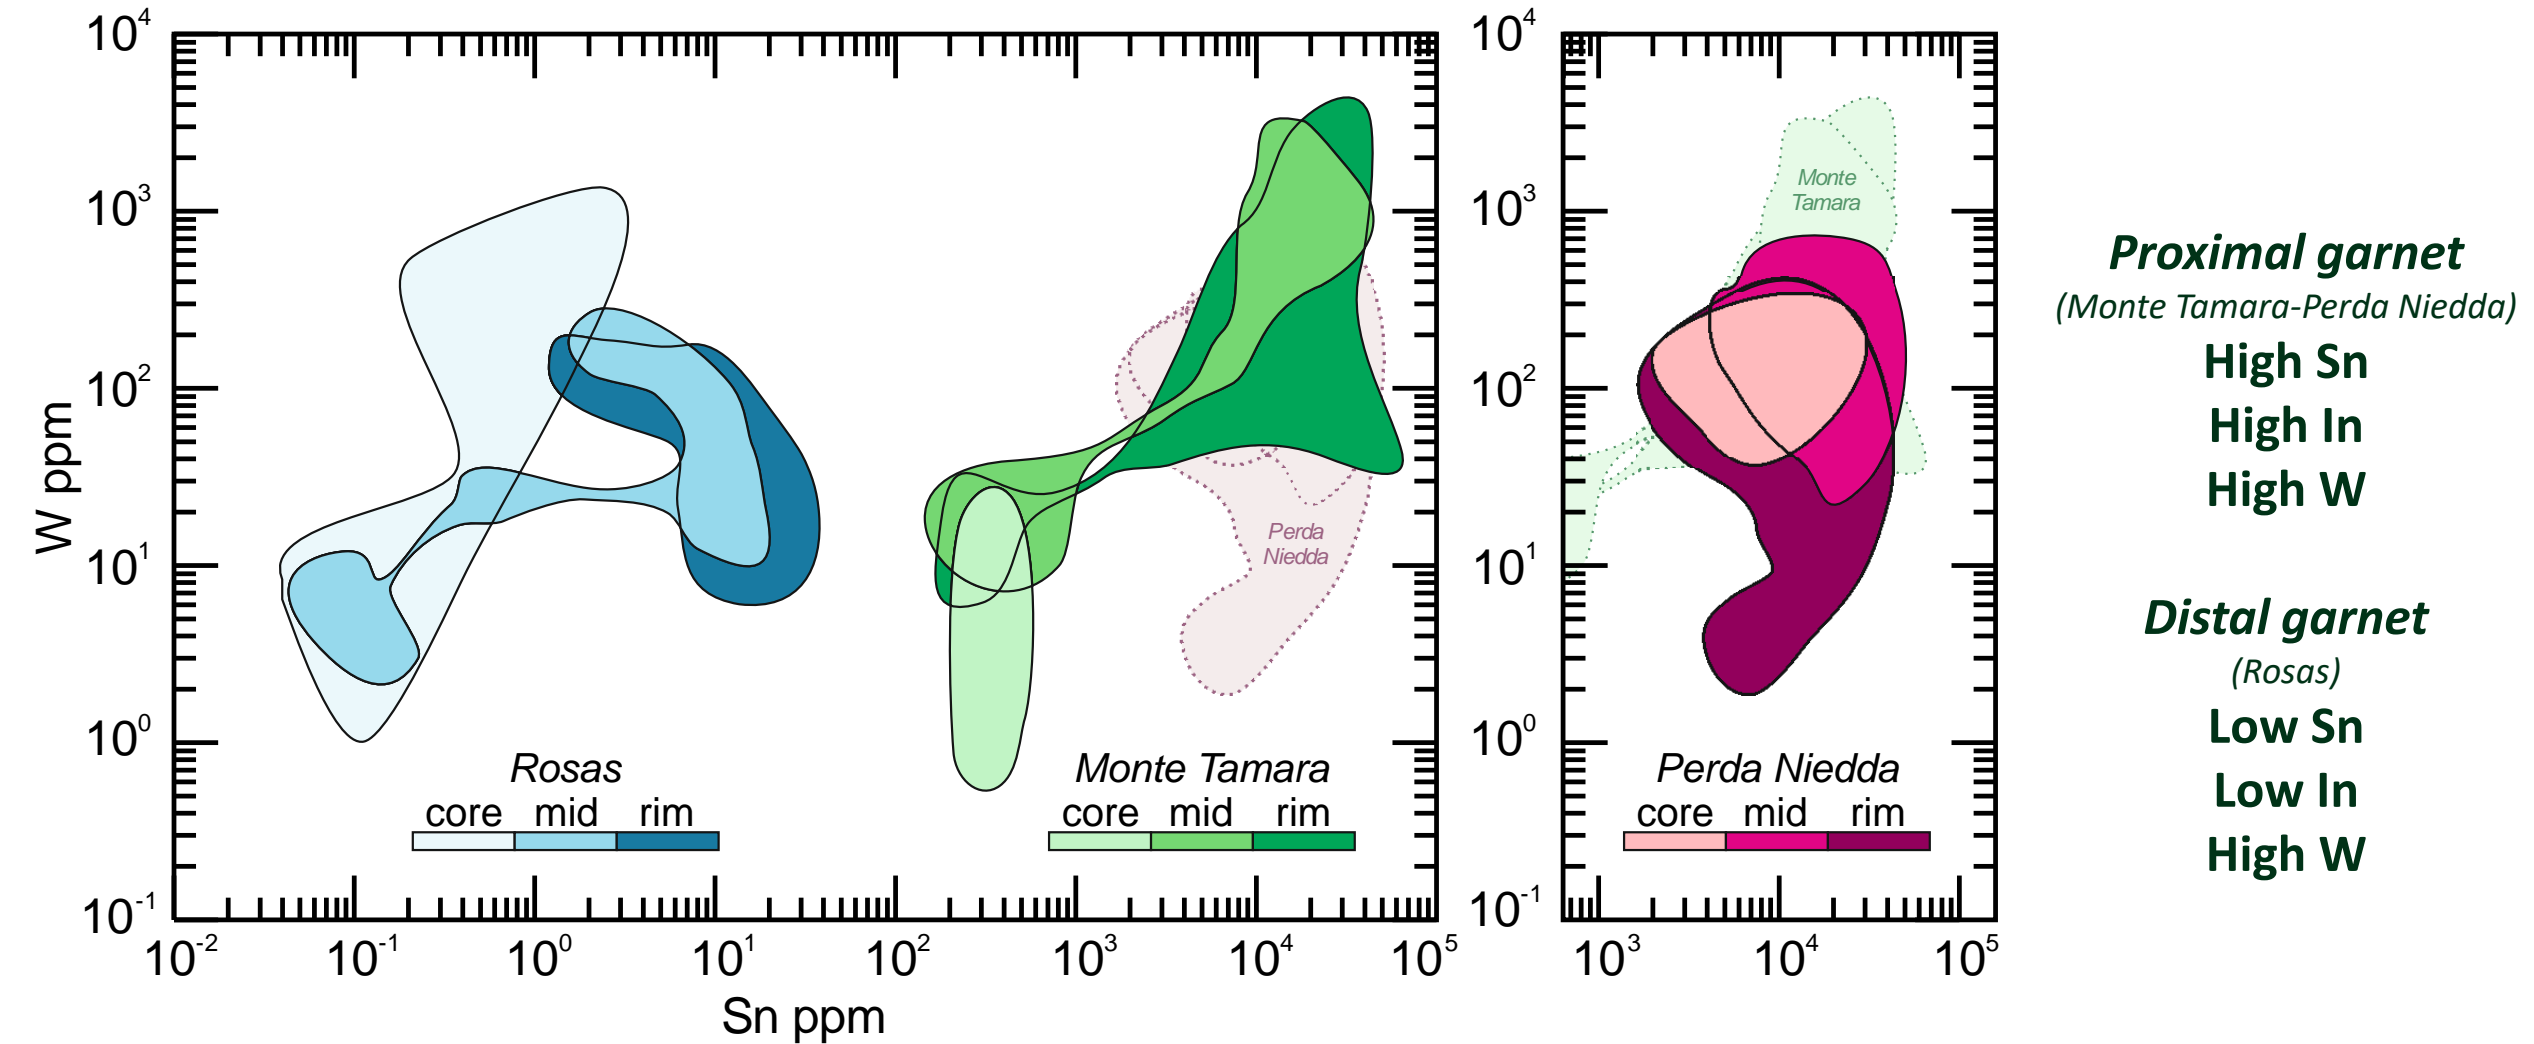 10⁴
10³
10²
10¹
10⁰
10⁻¹
W ppm
10⁻² 10⁻¹ 10⁰ 10¹ 10² 10³ 10⁴ 10⁵
Sn ppm
Rosas
core mid rim
Monte Tamara
core mid rim
Perda
Niedda
10⁴
10³
10²
10¹
10⁰
10⁻¹
10³ 10⁴ 10⁵
Monte
Tamara
Perda Niedda
core mid rim
Proximal garnet
(Monte Tamara-Perda Niedda)
High Sn
High In
High W
Distal garnet
(Rosas)
Low Sn
Low In
High W